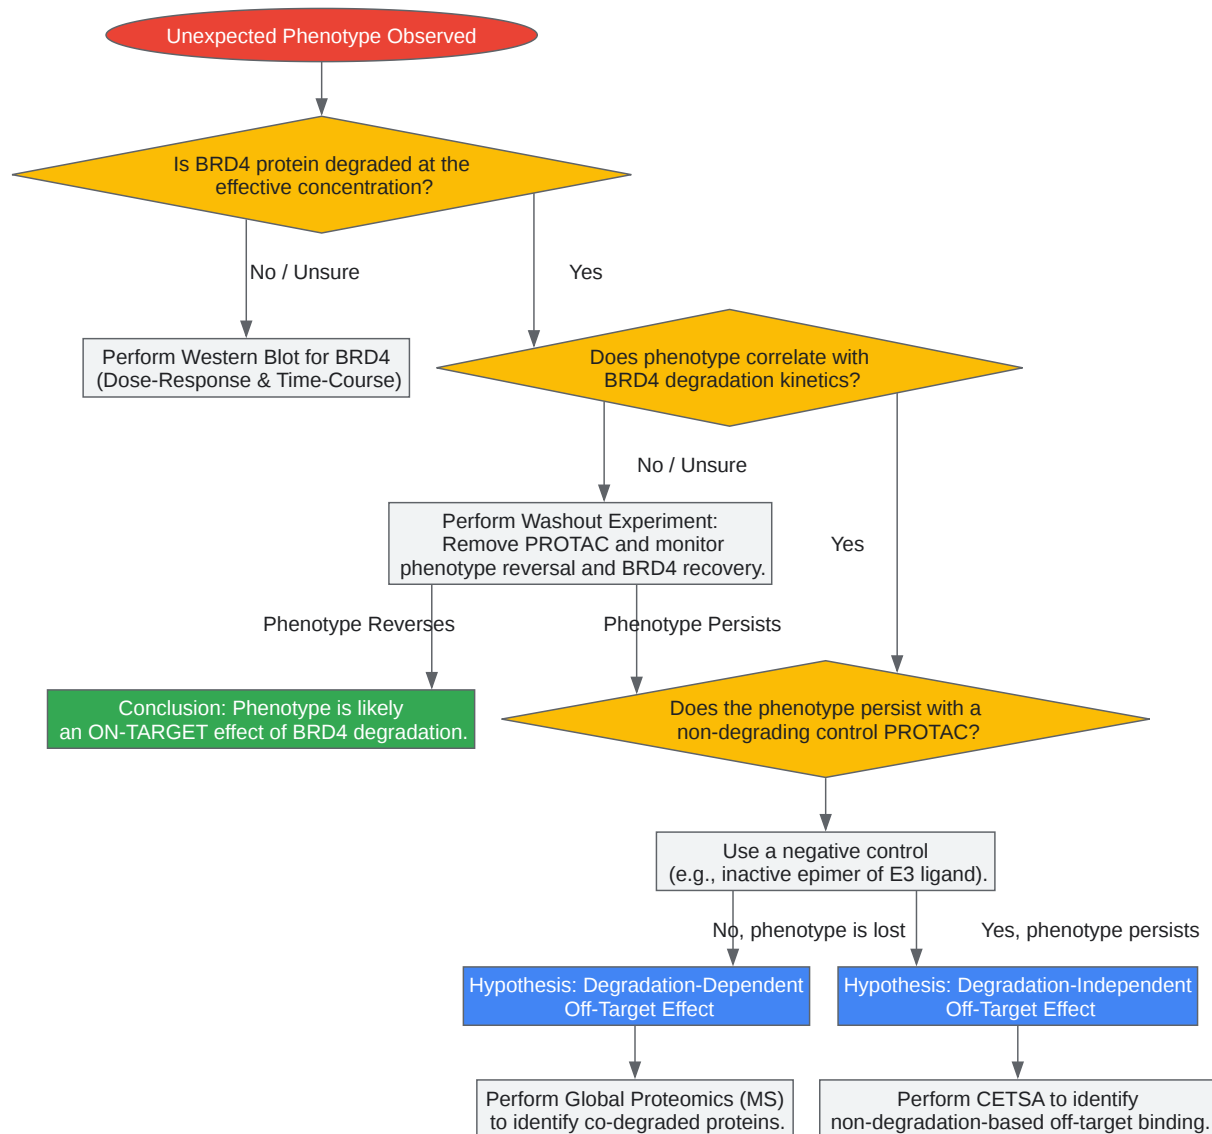 Unexpected Phenotype Observed
Is BRD4 protein degraded at the
effective concentration?
No / Unsure
Yes
Perform Western Blot for BRD4
(Dose-Response & Time-Course)
Does phenotype correlate with
BRD4 degradation kinetics?
No / Unsure
Perform Washout Experiment:
Remove PROTAC and monitor
phenotype reversal and BRD4 recovery.
Yes
Phenotype Reverses
Phenotype Persists
Conclusion: Phenotype is likely
an ON-TARGET effect of BRD4 degradation.
Does the phenotype persist with a
non-degrading control PROTAC?
Use a negative control
(e.g., inactive epimer of E3 ligand).
No, phenotype is lost
Yes, phenotype persists
Hypothesis: Degradation-Dependent
Off-Target Effect
Hypothesis: Degradation-Independent
Off-Target Effect
Perform Global Proteomics (MS)
to identify co-degraded proteins.
Perform CETSA to identify
non-degradation-based off-target binding.